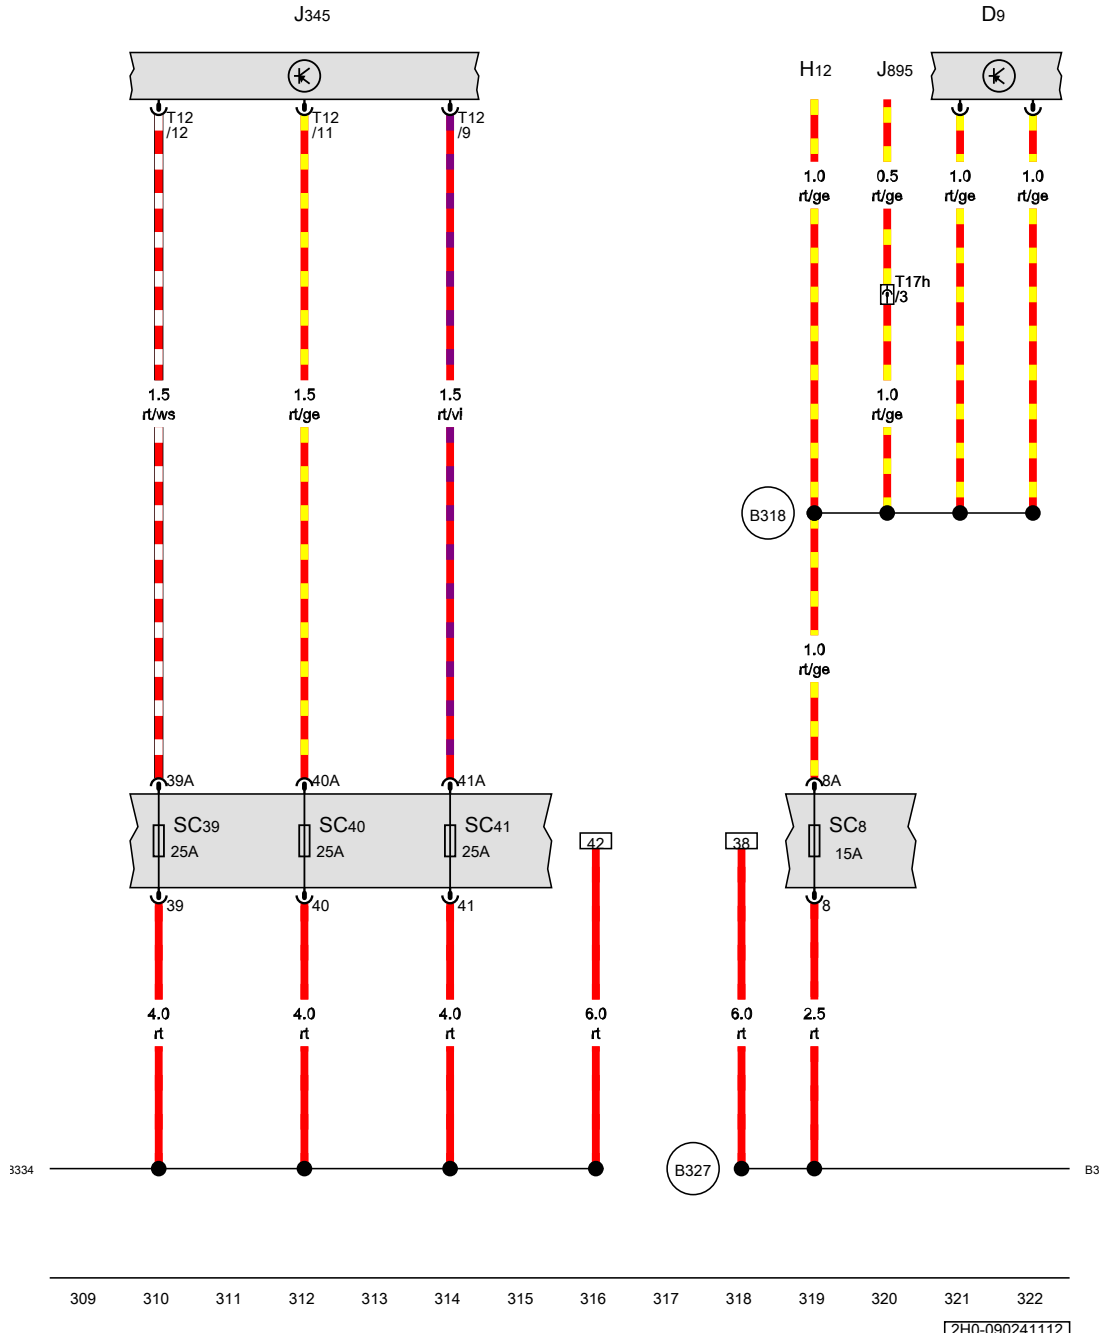 J345
D9
H12
J895
T12
/12
T12
/11
T12
/9
1.0
rt/ge
0.5
rt/ge
1.0
rt/ge
1.0
rt/ge
T17h
/3
1.5
rt/ws
1.5
rt/ge
1.5
rt/vi
1.0
rt/ge
B318
1.0
rt/ge
39A
40A
41A
8A
SC39
25A
SC40
25A
SC41
25A
42
38
SC8
15A
39
40
41
8
4.0
rt
4.0
rt
4.0
rt
6.0
rt
6.0
rt
2.5
rt
B334
B327
B3
309 310 311 312 313 314 315 316 317 318 319 320 321 322
2H0-090241112